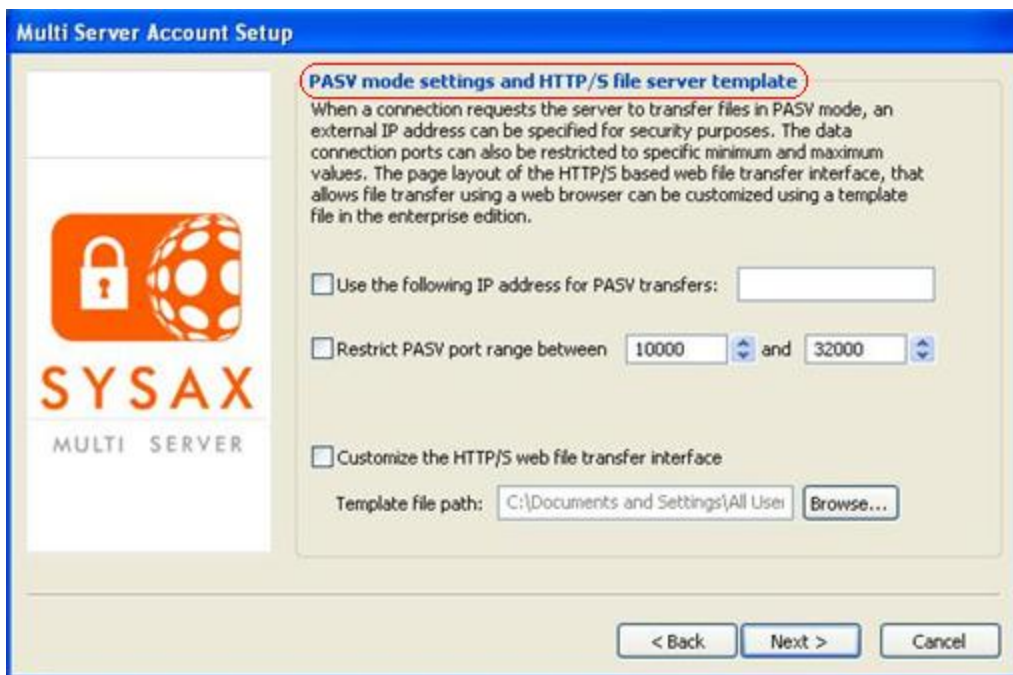 Multi Server Account Setup
PASV mode settings and HTTP/S file server template
When a connection requests the server to transfer files in PASV mode, an
external IP address can be specified for security purposes. The data
connection ports can also be restricted to specific minimum and maximum
values. The page layout of the HTTP/S based web file transfer interface, that
allows file transfer using a web browser can be customized using a template
file in the enterprise edition.
Use the following IP address for PASV transfers:
Restrict PASV port range between 10000 and 32000
SYSAX
MULTI SERVER
Customize the HTTP/S web file transfer interface
Template file path: C:\Documents and Settings\All User Browse...
< Back Next > Cancel